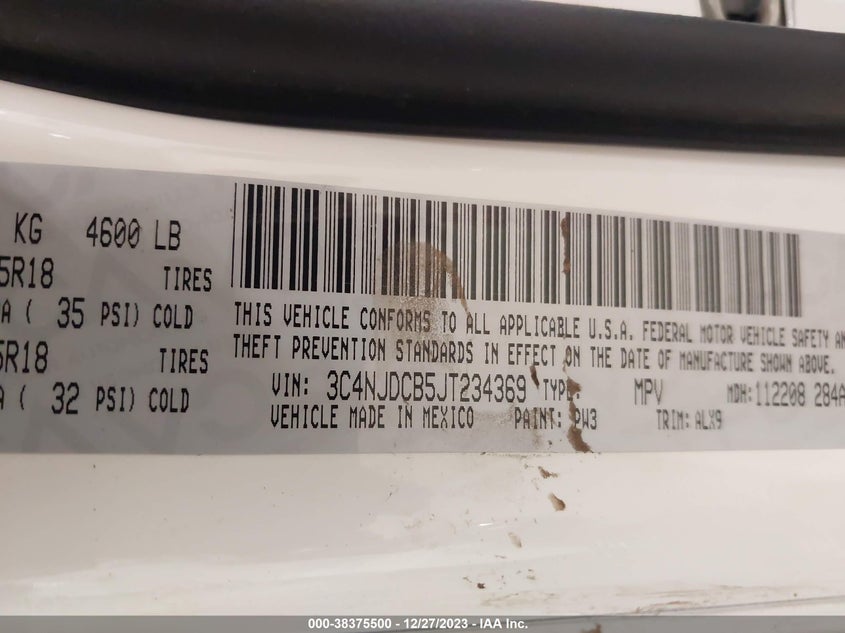 KG 4600 LB
5R18 TIRES
A ( 35 PSI) COLD
5R18 TIRES
A ( 32 PSI) COLD
THIS VEHICLE CONFORMS TO ALL APPLICABLE U.S.A. FEDERAL MOTOR VEHICLE SAFETY AN
THEFT PREVENTION STANDARDS IN EFFECT ON THE DATE OF MANUFACTURE SHOWN ABOVE.
VIN: 3C4NJDCB5JT234369 TYPE: MPV MDH: 112208 284A
VEHICLE MADE IN MEXICO PAINT: PW3 TRIM: ALX9
000-38375500 - 12/27/2023 - IAA Inc.